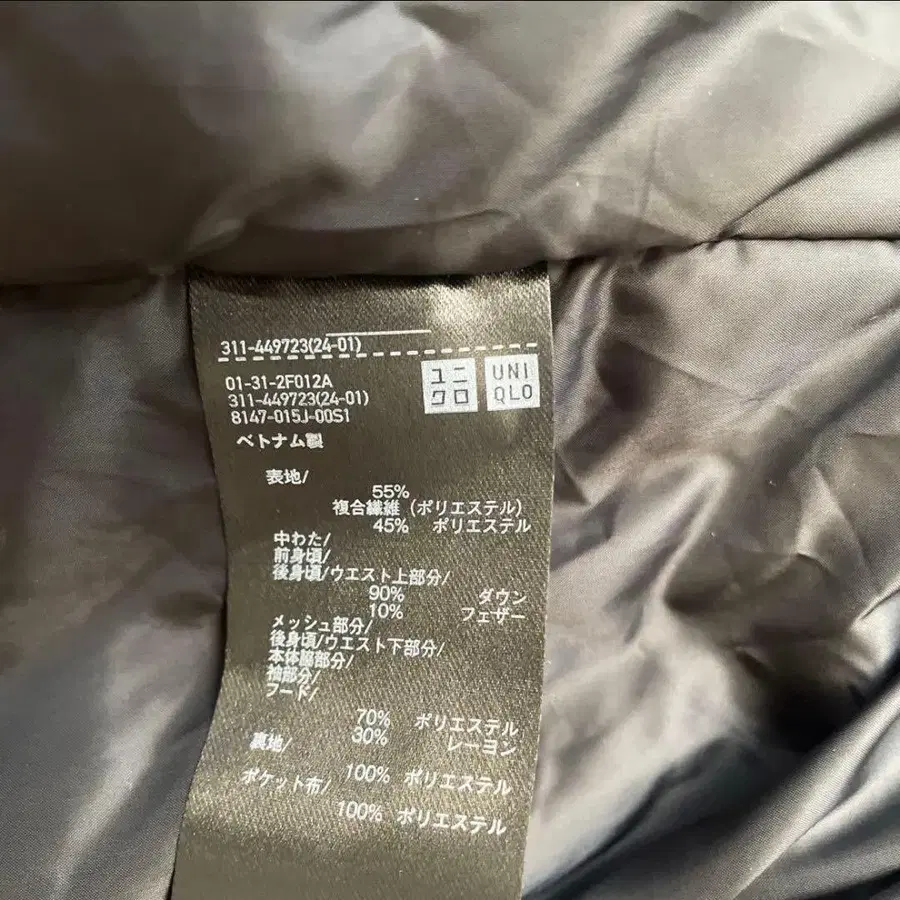 311-449723(24-01)
01-31-2F012A
311-449723(24-01)
8147-015J-00S1
ユニ
クロ
UNI
QLO
ベトナム製
表地/
55%
複合繊維（ポリエステル）
45% ポリエステル
中わた/
前身頃/
後身頃/ウエスト上部分/
90% ダウン
10% フェザー
メッシュ部分/
後身頃/ウエスト下部分/
本体脇部分/
袖部分/
フード/
70% ポリエステル
30% レーヨン
裏地/
100% ポリエステル
ポケット布/
100% ポリエステル